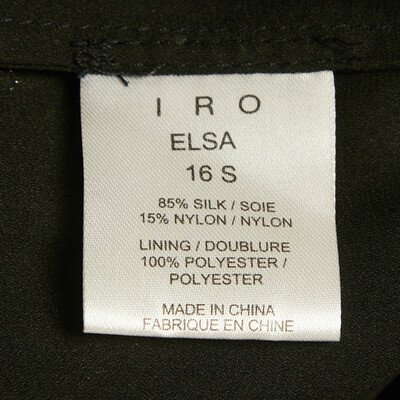 IRO
ELSA
16 S
85% SILK / SOIE
15% NYLON / NYLON
LINING / DOUBLURE
100% POLYESTER /
POLYESTER
MADE IN CHINA
FABRIQUE EN CHINE